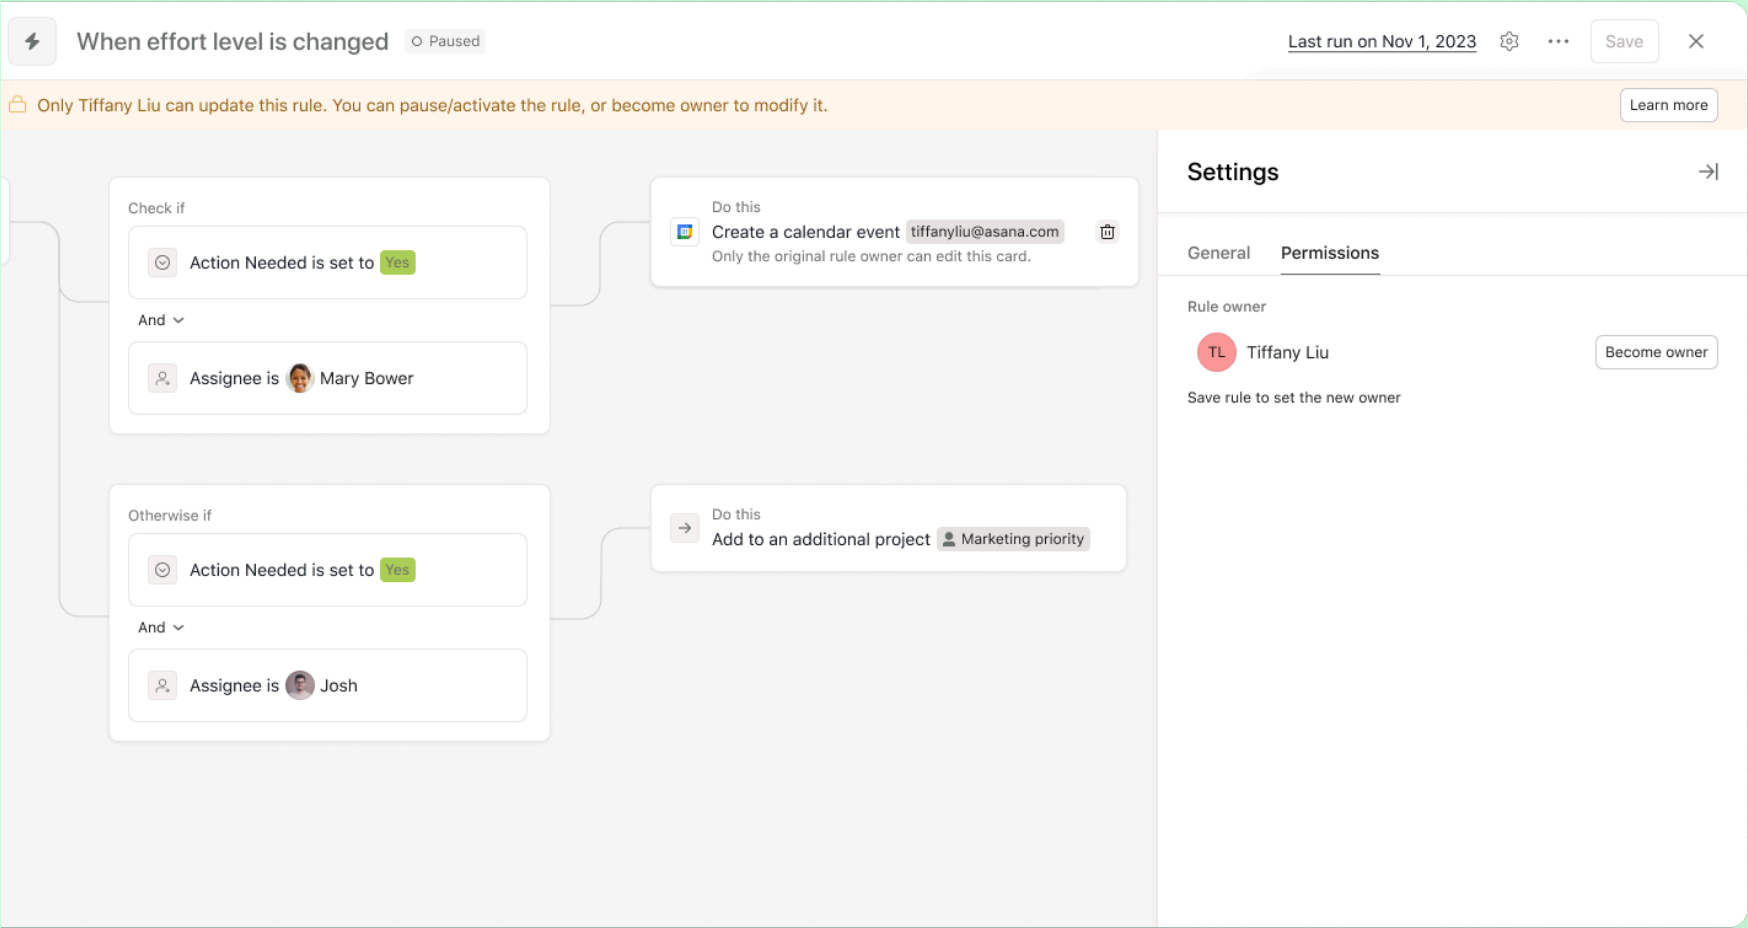 When effort level is changed
Paused
Last run on Nov 1, 2023
Save
Only Tiffany Liu can update this rule. You can pause/activate the rule, or become owner to modify it.
Learn more
Check if
Action Needed is set to Yes
And
Assignee is Mary Bower
Do this
Create a calendar event tiffanyliu@asana.com
Only the original rule owner can edit this card.
Otherwise if
Action Needed is set to Yes
And
Assignee is Josh
Do this
Add to an additional project Marketing priority
Settings
General Permissions
Rule owner
TL Tiffany Liu Become owner
Save rule to set the new owner